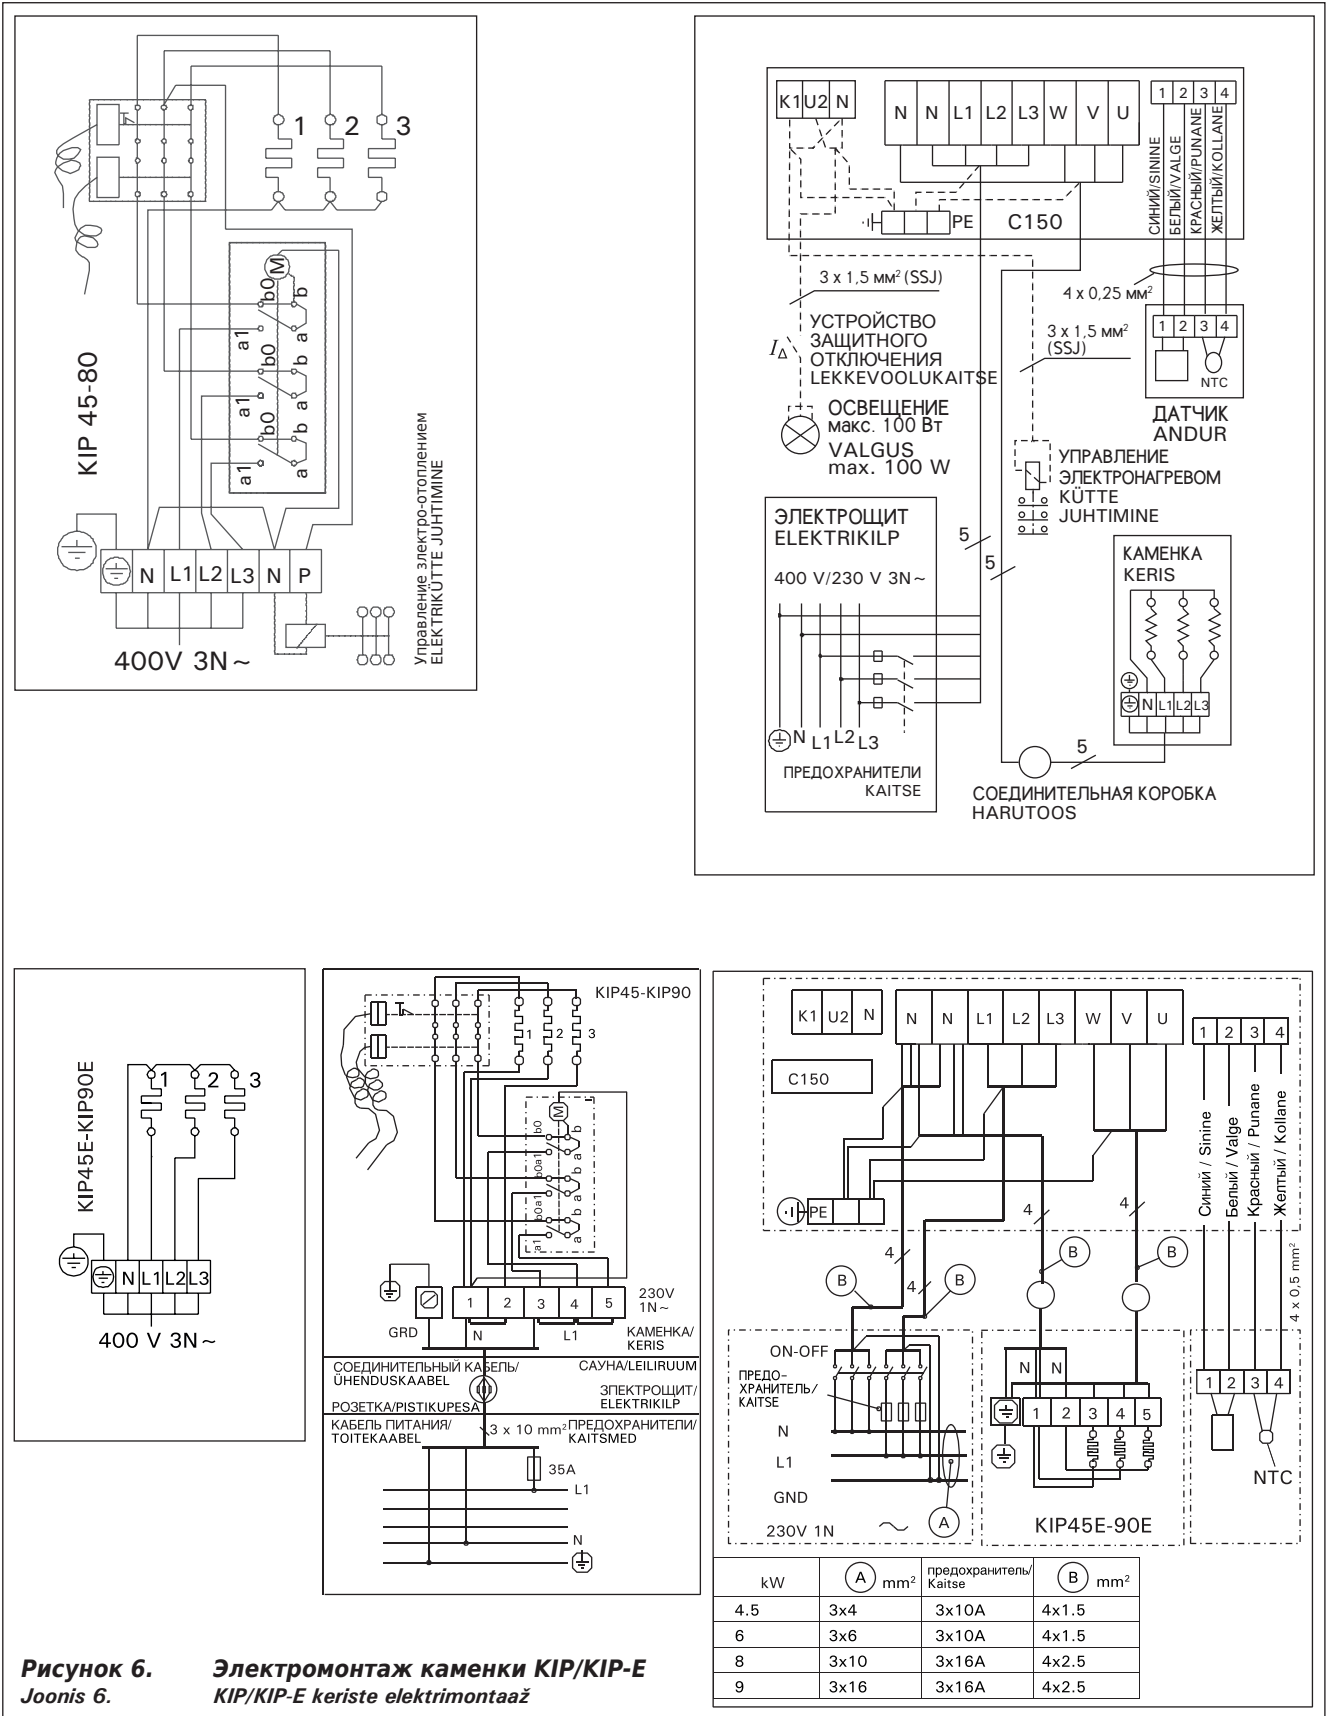 1 2 3
M
b0 b
a1 a
b0 b
a1 a
b0 b
a1 a
KIP 45-80
N L1 L2 L3 N P
400V 3N~
Управление злектро-отоплением
ELEKTRIKÜTTE JUHTIMINE
K1 U2 N
N N L1 L2 L3 W V U
1 2 3 4
СИНИЙ/SININE
БЕЛЫЙ/VALGE
КРАСНЫЙ/PUNANE
ЖЕЛТЫЙ/KOLLANE
PE
C150
3 x 1,5 мм² (SSJ)
4 x 0,25 мм²
УСТРОЙСТВО
ЗАЩИТНОГО
ОТКЛЮЧЕНИЯ
LEKKEVOOLUKAITSE
I∆
3 x 1,5 мм²
(SSJ)
1 2 3 4
NTC
ДАТЧИК
ANDUR
ОСВЕЩЕНИЕ
макс. 100 Вт
VALGUS
max. 100 W
УПРАВЛЕНИЕ
ЭЛЕКТРОНАГРЕВОМ
KÜTTE
JUHTIMINE
ЭЛЕКТРОЩИТ
ELEKTRIKILP
400 V/230 V 3N~
5
5
КАМЕНКА
KERIS
N L1 L2 L3
N L1 L2 L3
ПРЕДОХРАНИТЕЛИ
KAITSE
5
СОЕДИНИТЕЛЬНАЯ КОРОБКА
HARUTOOS
KIP45E-KIP90E
1 2 3
N L1 L2 L3
400 V 3N~
KIP45-KIP90
1 2 3
M
b0 b
a1 a
b0 b
a1 a
b0 b
a1 a
1 2 3 4 5
230V
1N~
GRD
N
L1
КАМЕНКА/
KERIS
СОЕДИНИТЕЛЬНЫЙ КАБЕЛЬ/
ÜHENDUSKAABEL
САУНА/LEILIRUUM
РОЗЕТКА/PISTIKUPESA
ЗПЕКТРОЩИТ/
ELEKTRIKILP
КАБЕЛЬ ПИТАНИЯ/
TOITEKAABEL
3 x 10 mm²
ПРЕДОХРАНИТЕЛИ/
KAITSMED
35A
L1
N
K1 U2 N
N N L1 L2 L3 W V U
1 2 3 4
C150
Синий / Sinine
Белый / Valge
Красный / Punane
Желтый / Kollane
PE
4
4
4
4
B
B
B
B
4 x 0,5 mm²
ON-OFF
ПРЕДО-
ХРАНИТЕЛЬ/
KAITSE
N
L1
GND
230V 1N
A
N N
1 2 3 4 5
KIP45E-90E
1 2 3 4
NTC
kW A mm² предохранитель/ Kaitse B mm²
4.5 3x4 3x10A 4x1.5
6 3x6 3x10A 4x1.5
8 3x10 3x16A 4x2.5
9 3x16 3x16A 4x2.5
Рисунок 6. Электромонтаж каменки KIP/KIP-E
Joonis 6. KIP/KIP-E keriste elektrimontaaž